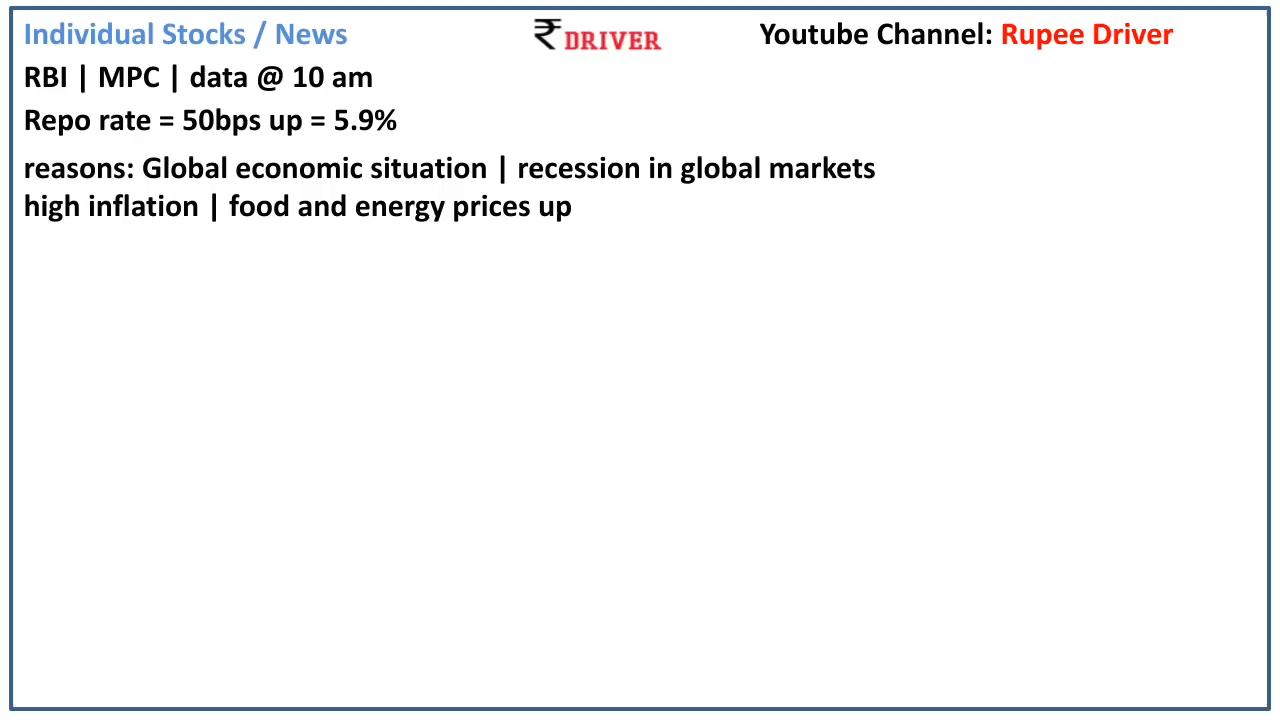 Individual Stocks / News
₹ DRIVER
Youtube Channel: Rupee Driver
RBI | MPC | data @ 10 am
Repo rate = 50bps up = 5.9%
reasons: Global economic situation | recession in global markets
high inflation | food and energy prices up